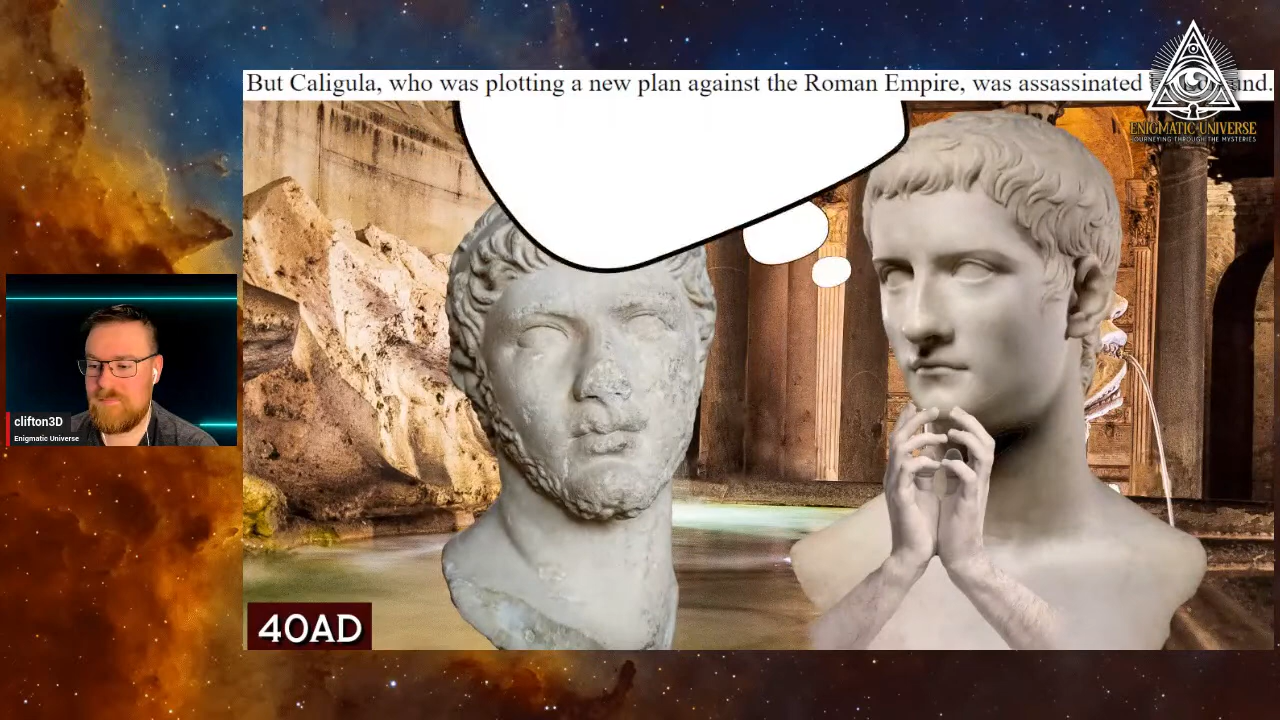 But Caligula, who was plotting a new plan against the Roman Empire, was assassinated
ENIGMATIC UNIVERSE
JOURNEYING THROUGH THE MYSTERIES
clifton3D
Enigmatic Universe
40AD